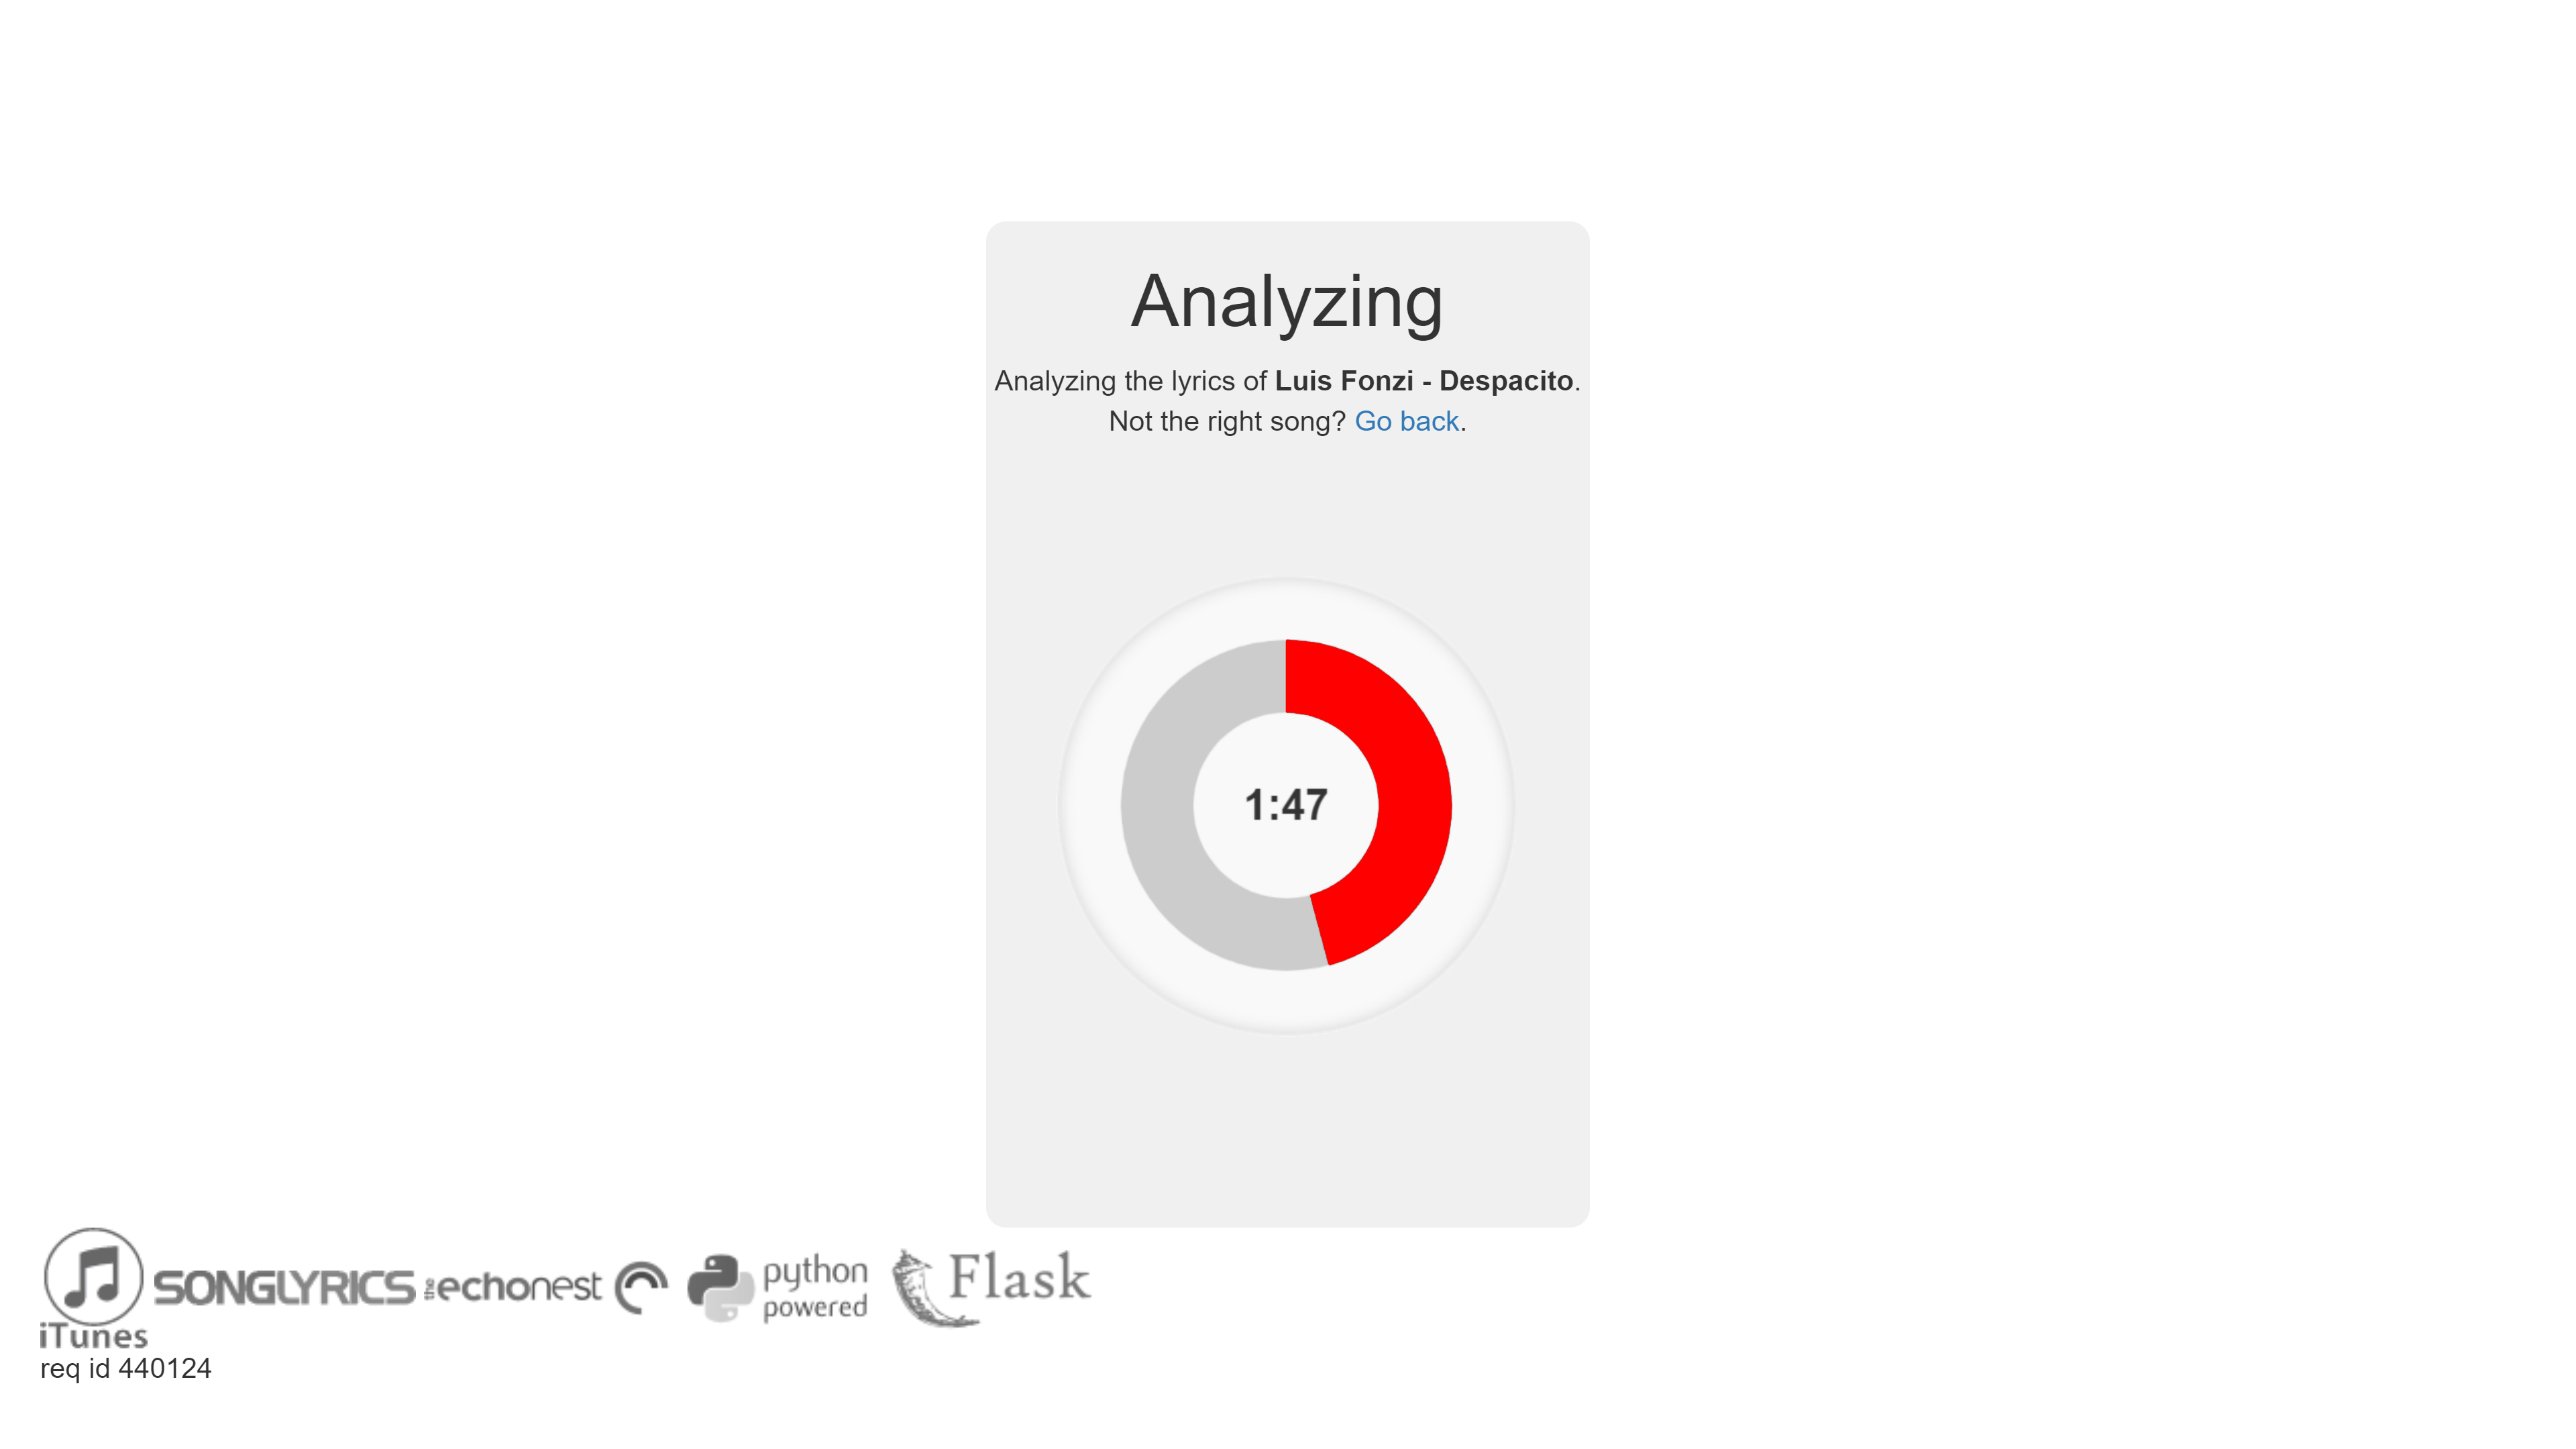 Analyzing
Analyzing the lyrics of Luis Fonzi - Despacito.
Not the right song? Go back.
1:47
iTunes
SONGLYRICS
the echonest
python
powered
Flask
req id 440124